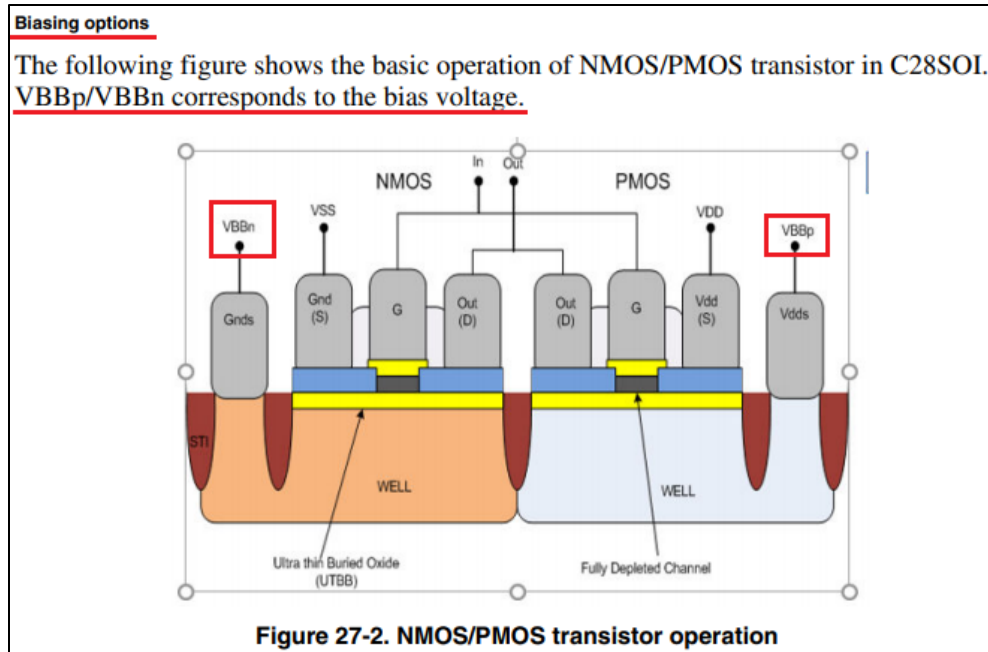 Biasing options
The following figure shows the basic operation of NMOS/PMOS transistor in C28SOI.
VBBp/VBBn corresponds to the bias voltage.
In Out
NMOS PMOS
VBBn VSS VDD VBBp
Gnds
Gnd
(S)
G
Out
(D)
Out
(D)
G
Vdd
(S)
Vdds
STI
WELL WELL
Ultra thin Buried Oxide
(UTBB)
Fully Depleted Channel
Figure 27-2. NMOS/PMOS transistor operation